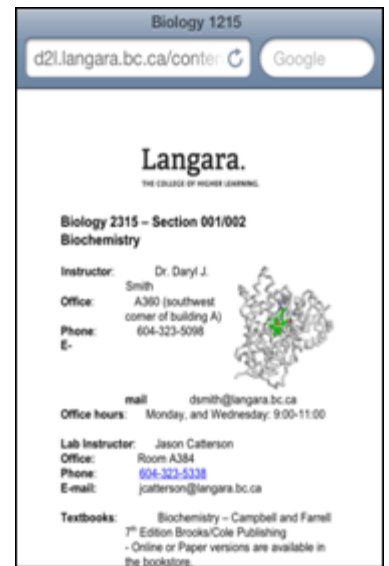 Biology 1215
d2l.langara.bc.ca/conter
Google
Langara.
THE COLLEGE OF HIGHER LEARNING.
Biology 2315 – Section 001/002
Biochemistry
Instructor: Dr. Daryl J.
Smith
Office: A360 (southwest
corner of building A)
Phone: 604-323-5098
E-
mail dsmith@langara.bc.ca
Office hours: Monday, and Wednesday: 9:00-11:00
Lab Instructor: Jason Catterson
Office: Room A384
Phone: 604-323-5338
E-mail: jcatterson@langara.bc.ca
Textbooks: Biochemistry – Campbell and Farrell
7th Edition Brooks/Cole Publishing
- Online or Paper versions are available in
the bookstore.